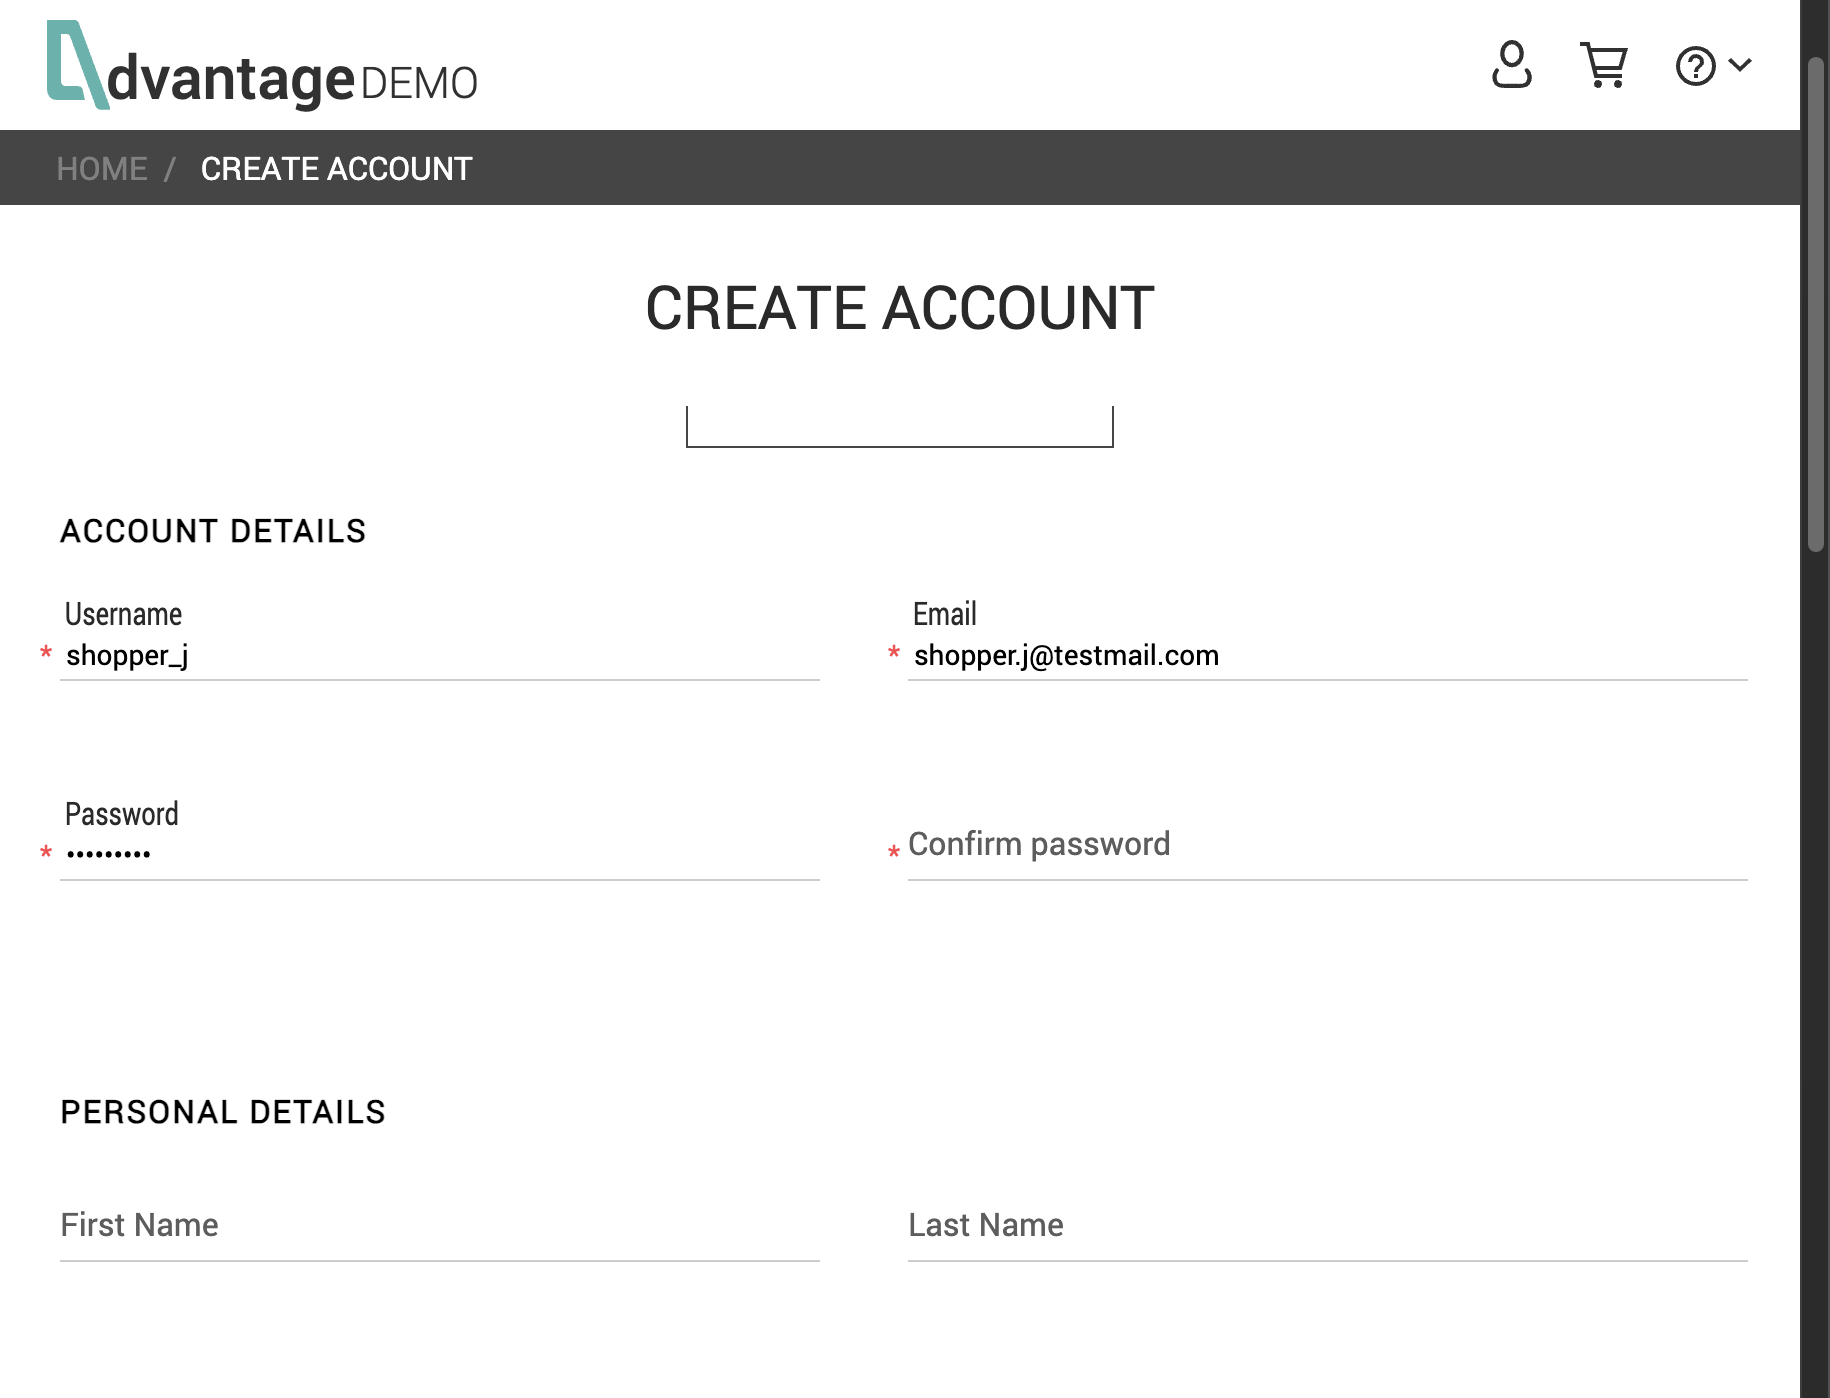 dvantage DEMO
HOME / CREATE ACCOUNT
CREATE ACCOUNT
ACCOUNT DETAILS
Username
* shopper_j
Email
* shopper.j@testmail.com
Password
* •••••••••
* Confirm password
PERSONAL DETAILS
First Name
Last Name